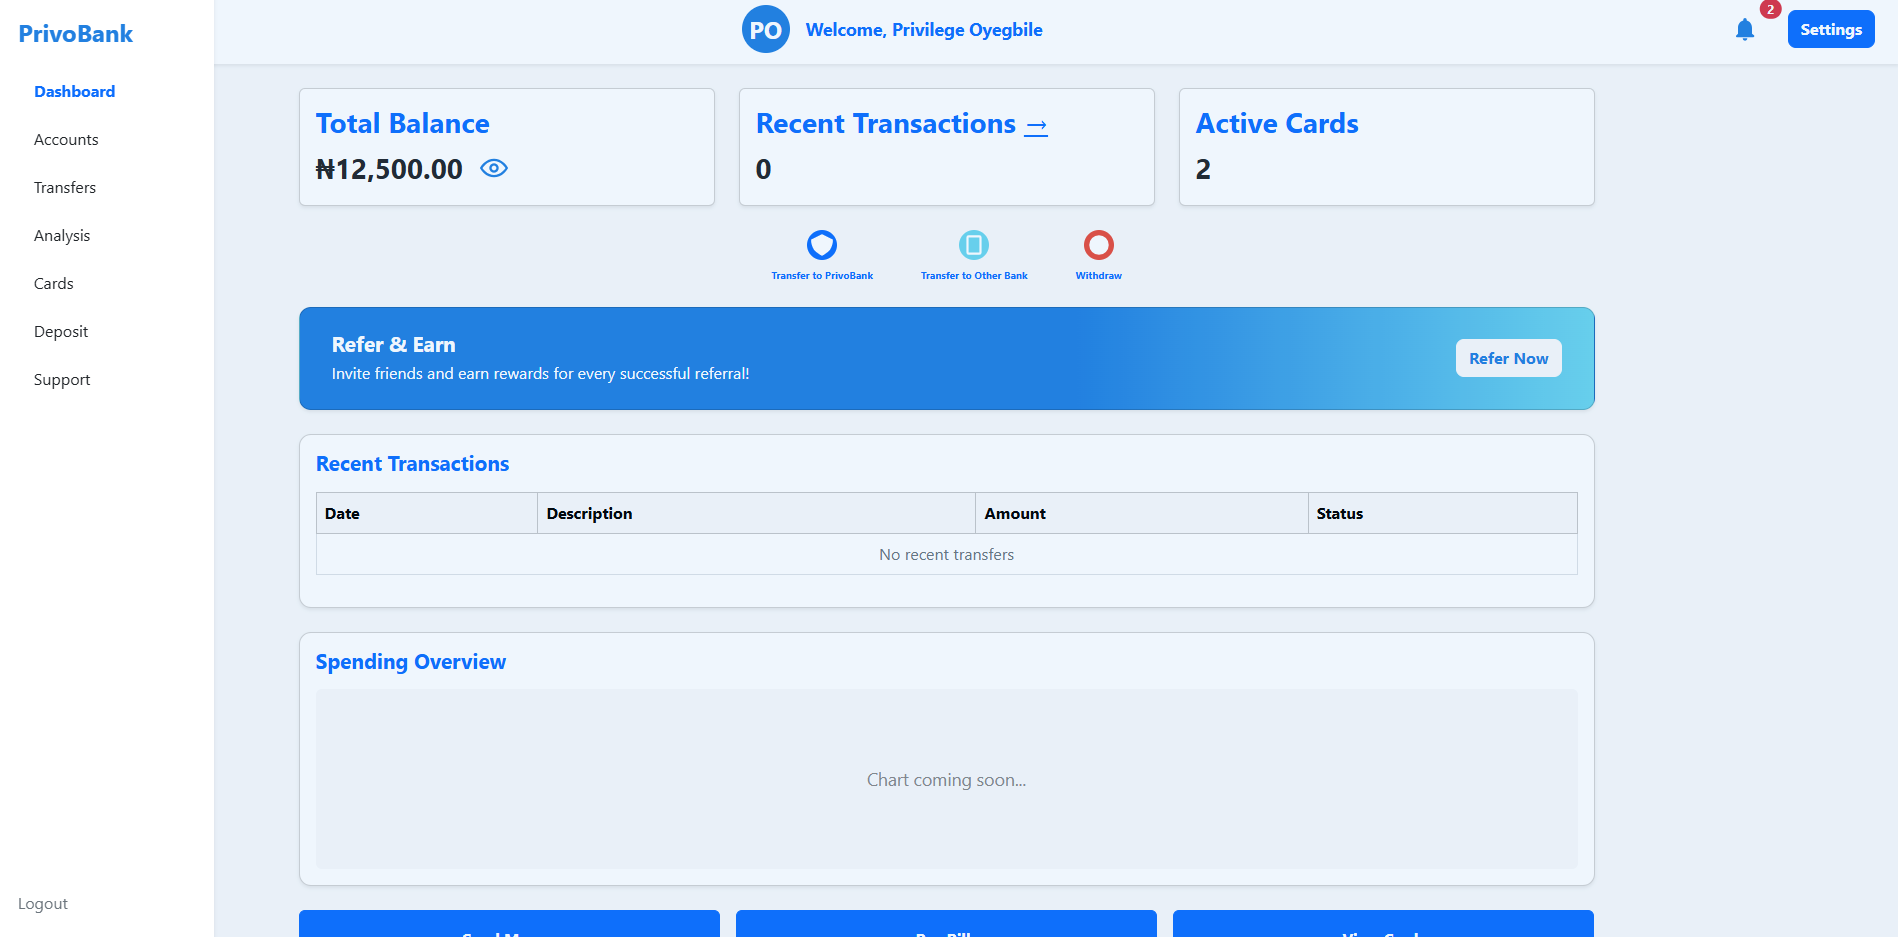 PrivoBank
Dashboard
Accounts
Transfers
Analysis
Cards
Deposit
Support
Logout
PO
Welcome, Privilege Oyegbile
2
Settings
Total Balance
₦12,500.00
Recent Transactions →
0
Active Cards
2
Transfer to PrivoBank
Transfer to Other Bank
Withdraw
Refer & Earn
Invite friends and earn rewards for every successful referral!
Refer Now
Recent Transactions
Date Description Amount Status
No recent transfers
Spending Overview
Chart coming soon...